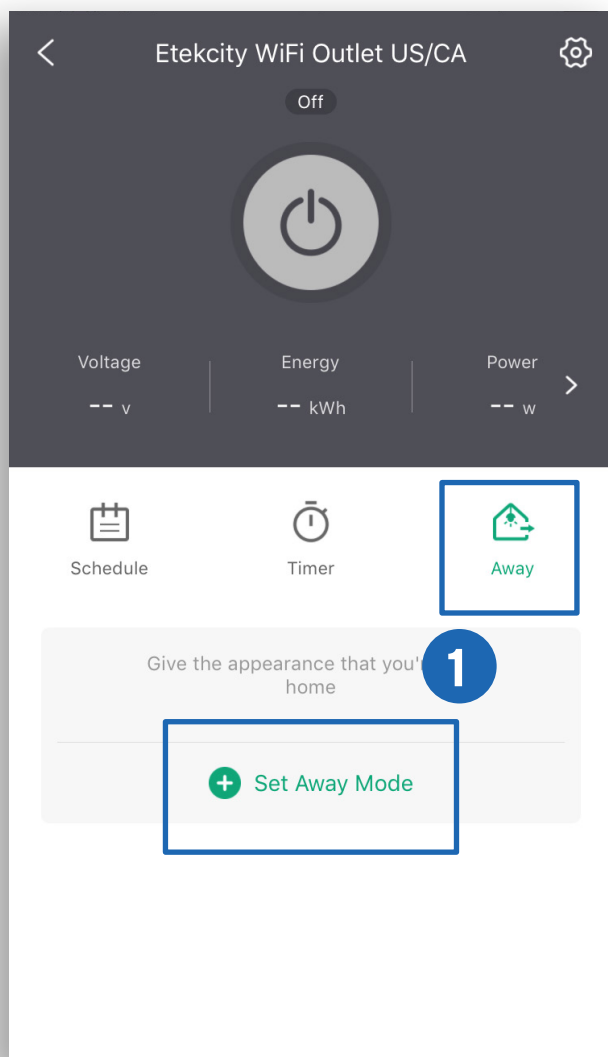 Etekcity WiFi Outlet US/CA
Off
Voltage Energy Power
-- v -- kWh -- w
Schedule Timer Away
Give the appearance that you'
home
1
Set Away Mode